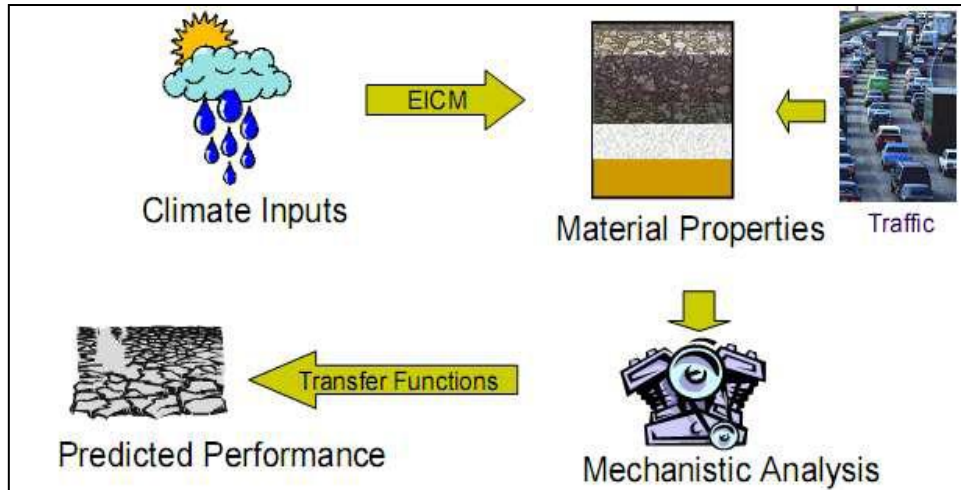 EICM
Climate Inputs
Material Properties
Traffic
Transfer Functions
Predicted Performance
Mechanistic Analysis